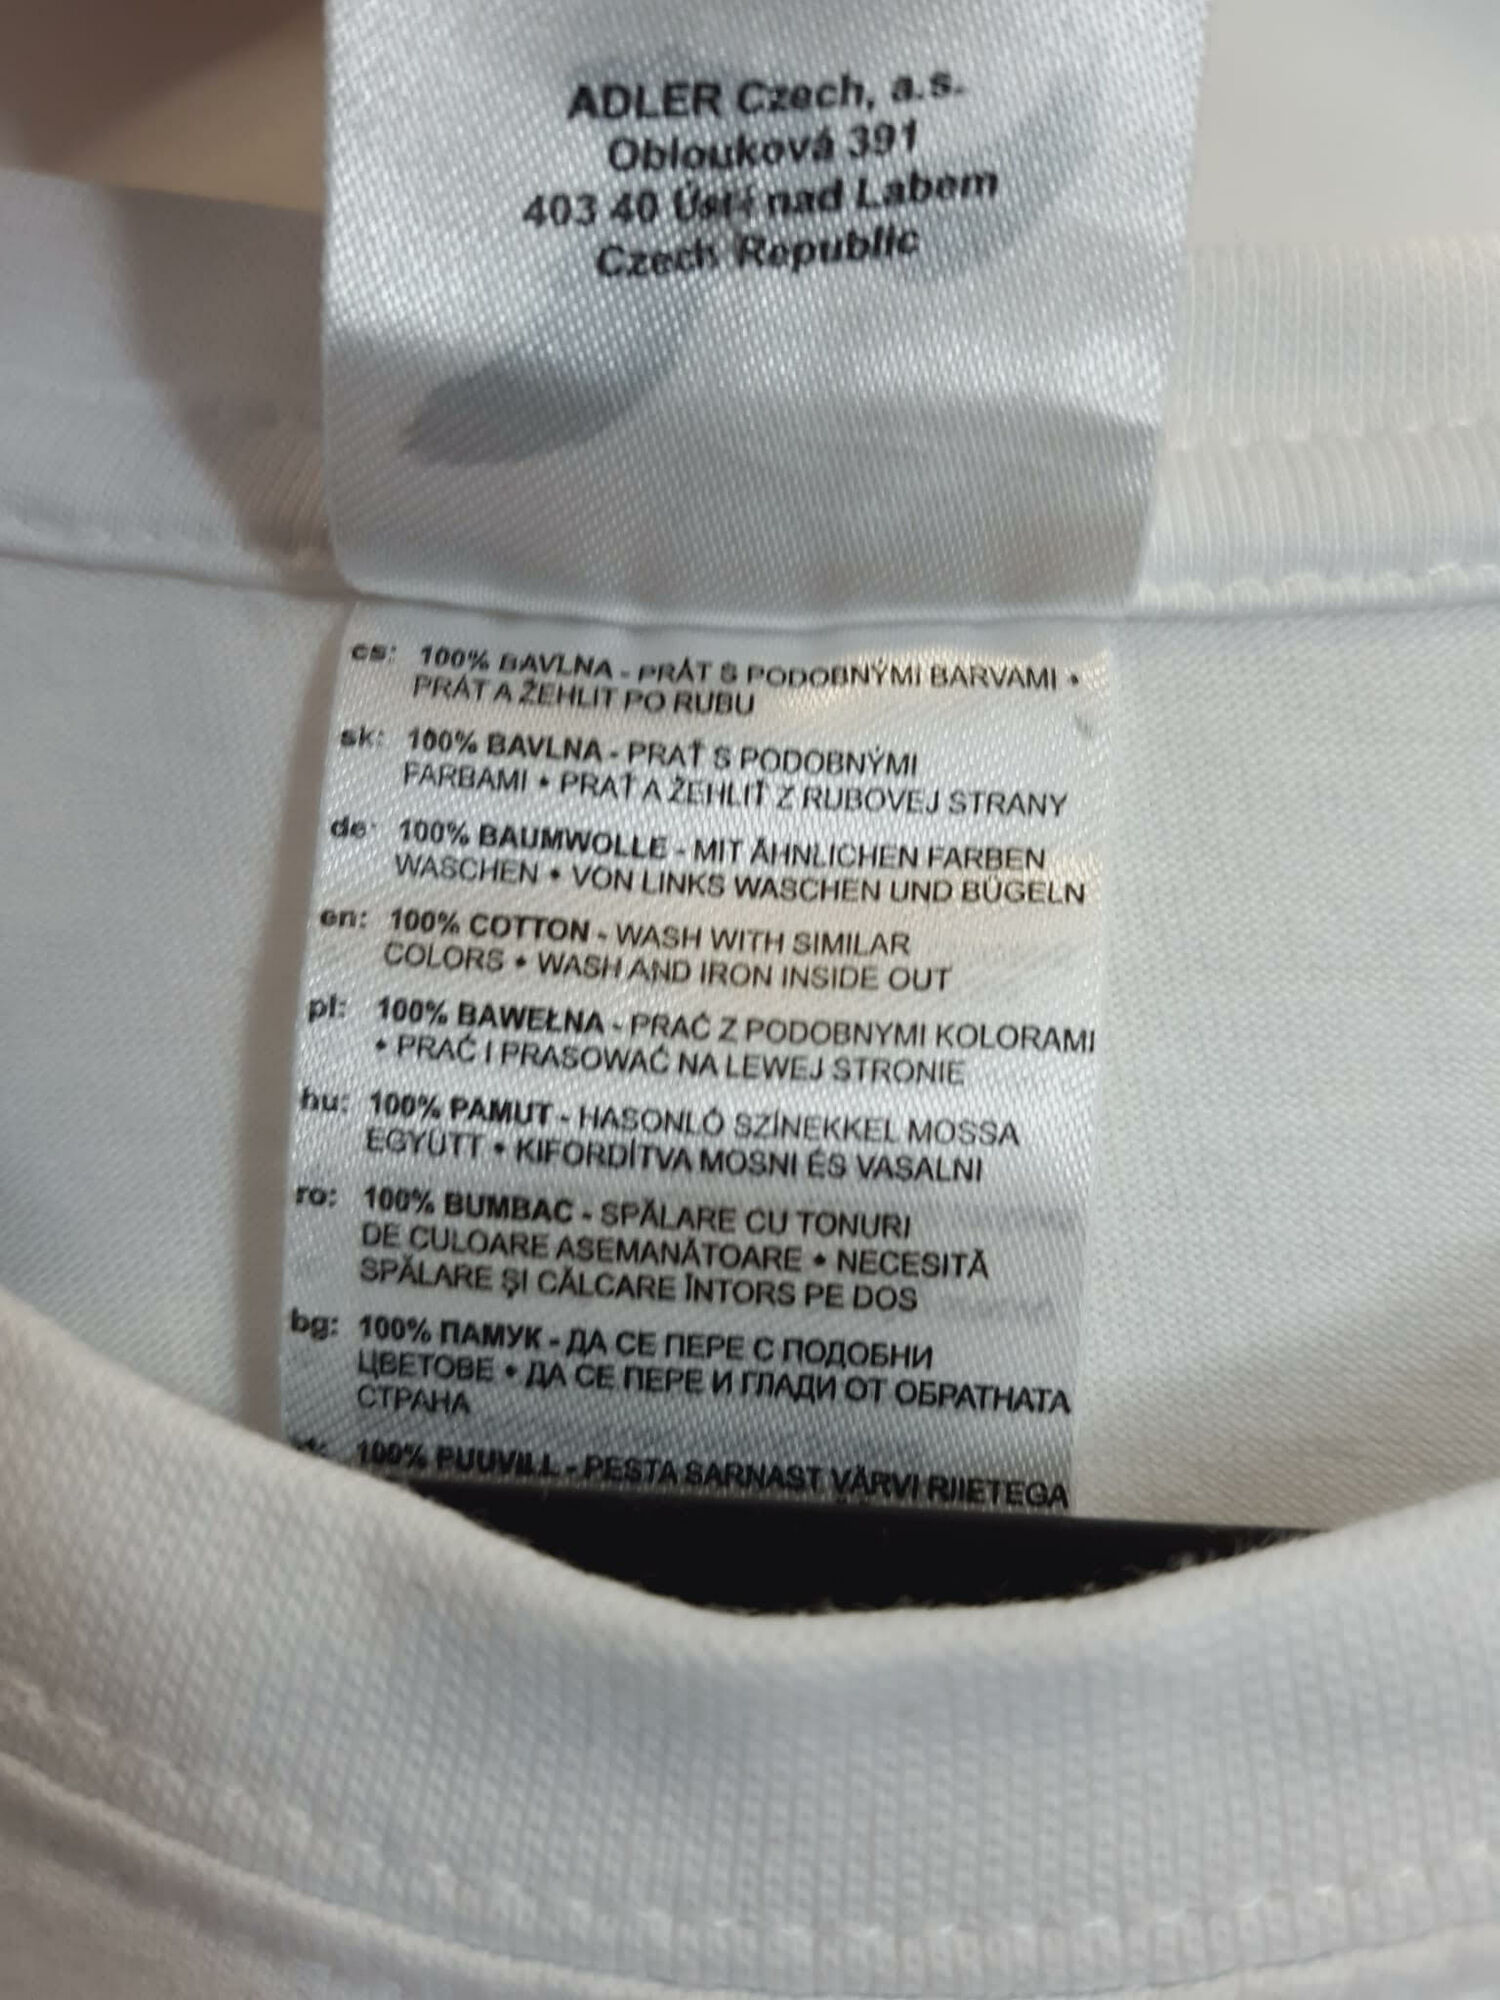 ADLER Czech, a.s.
Oblouková 391
403 40 Ústí nad Labem
Czech Republic
cs: 100% BAVLNA - PRÁT S PODOBNÝMI BARVAMI •
PRÁT A ŽEHLIT PO RUBU
sk: 100% BAVLNA - PRAŤ S PODOBNÝMI
FARBAMI • PRAŤ A ŽEHLIŤ Z RUBOVEJ STRANY
de: 100% BAUMWOLLE - MIT ÄHNLICHEN FARBEN
WASCHEN • VON LINKS WASCHEN UND BÜGELN
en: 100% COTTON - WASH WITH SIMILAR
COLORS • WASH AND IRON INSIDE OUT
pl: 100% BAWEŁNA - PRAĆ Z PODOBNYMI KOLORAMI
• PRAĆ I PRASOWAĆ NA LEWEJ STRONIE
hu: 100% PAMUT - HASONLÓ SZÍNEKKEL MOSSA
EGYÜTT • KIFORDÍTVA MOSNI ÉS VASALNI
ro: 100% BUMBAC - SPĂLARE CU TONURI
DE CULOARE ASEMANĂTOARE • NECESITĂ
SPĂLARE ŞI CĂLCARE ÎNTORS PE DOS
bg: 100% ПАМУК - ДА СЕ ПЕРЕ С ПОДОБНИ
ЦВЕТОВЕ • ДА СЕ ПЕРЕ И ГЛАДИ ОТ ОБРАТНАТА
СТРАНА
100% PUUVILL - PESTA SARNAST VÄRVI RIIETEGA